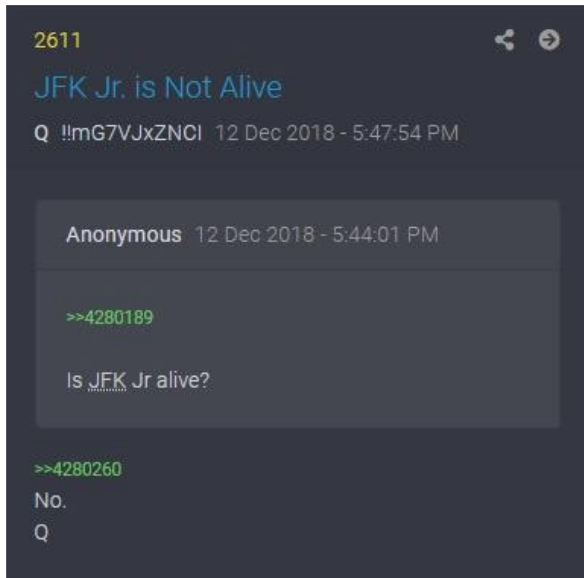 2611
JFK Jr. is Not Alive
Q !!mG7VJxZNCI 12 Dec 2018 - 5:47:54 PM
Anonymous 12 Dec 2018 - 5:44:01 PM
>>4280189
Is JFK Jr alive?
>>4280260
No.
Q